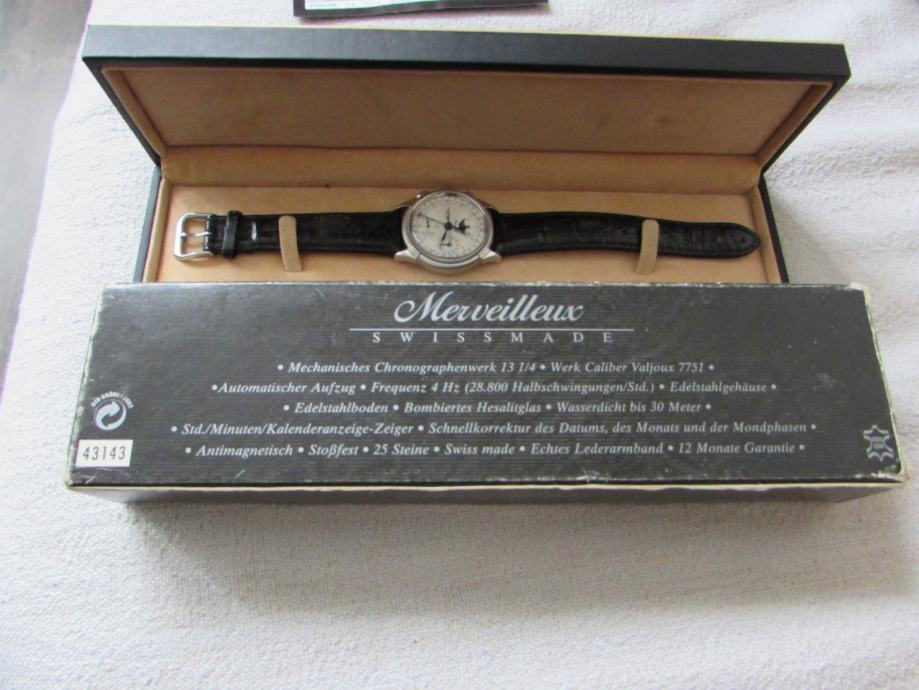 Merveilleux
SWISSMADE
• Mechanisches Chronographenwerk 13 1/4 • Werk Caliber Valjoux 7751 •
•Automatischer Aufzug • Frequenz 4 Hz (28.800 Halbschwingungen/Std.) • Edelstahlgehäuse •
• Edelstahlboden • Bombiertes Hesalitglas • Wasserdicht bis 30 Meter •
• Std./Minuten/Kalenderanzeige-Zeiger • Schnellkorrektur des Datums, des Monats und der Mondphasen •
• Antimagnetisch • Stoßfest • 25 Steine • Swiss made • Echtes Lederarmband • 12 Monate Garantie •
43143